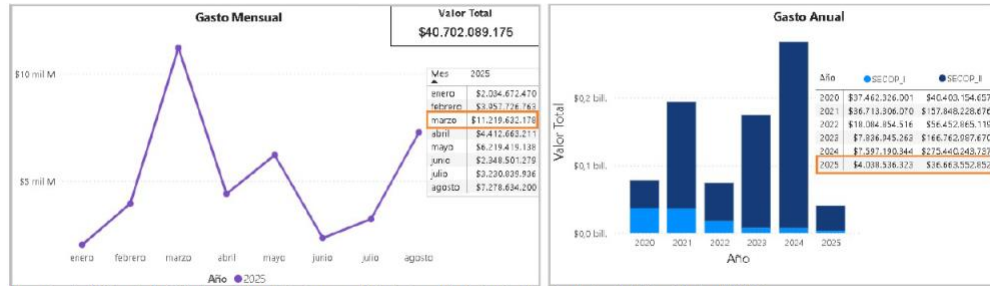 Gasto Mensual
Valor Total
$40.702.089.175
$10 mil M
$5 mil M
Mes 2025
enero $2.034.672.470
febrero $3.957.726.763
marzo $11.219.632.178
abril $4.412.663.211
mayo $6.219.419.138
junio $2.348.501.279
julio $3.230.839.936
agosto $7.278.634.200
enero febrero marzo abril mayo junio julio agosto
Año 2025
Gasto Anual
Valor Total
$0,2 bill.
$0,1 bill.
$0,0 bill.
2020 2021 2022 2023 2024 2025
Año
Año SECOP_I SECOP_II
2020 $37.462.326.001 $40.403.154.657
2021 $36.713.306.070 $157.848.228.676
2022 $18.084.854.516 $56.452.865.119
2023 $7.836.945.263 $166.762.987.670
2024 $7.597.190.344 $275.440.243.737
2025 $4.038.536.323 $36.663.552.852